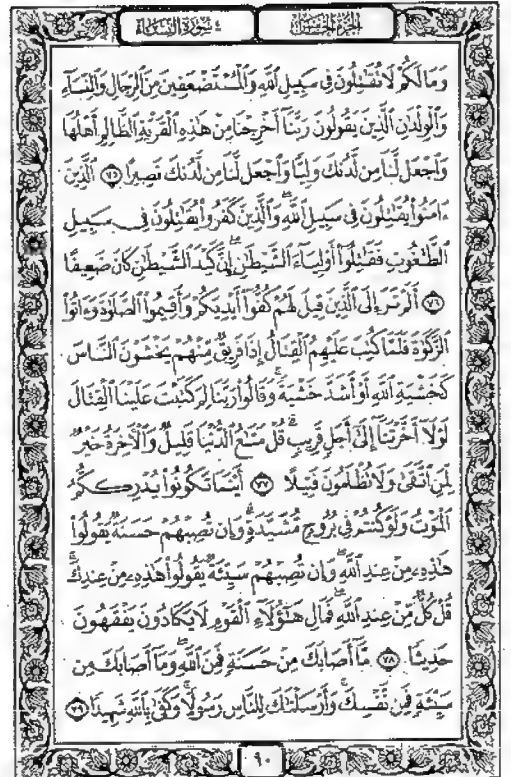 الجزء الخامس
٤ سورة النساء
وَمَا لَكُمْ لَا تُقَٰتِلُونَ فِى سَبِيلِ ٱللَّهِ وَٱلْمُسْتَضْعَفِينَ مِنَ ٱلرِّجَالِ وَٱلنِّسَآءِ
وَٱلْوِلْدَٰنِ ٱلَّذِينَ يَقُولُونَ رَبَّنَآ أَخْرِجْنَا مِنْ هَٰذِهِ ٱلْقَرْيَةِ ٱلظَّالِمِ أَهْلُهَا
وَٱجْعَل لَّنَا مِن لَّدُنكَ وَلِيًّا وَٱجْعَل لَّنَا مِن لَّدُنكَ نَصِيرًا ٧٥ ٱلَّذِينَ
ءَامَنُوا۟ يُقَٰتِلُونَ فِى سَبِيلِ ٱللَّهِ ۖ وَٱلَّذِينَ كَفَرُوا۟ يُقَٰتِلُونَ فِى سَبِيلِ
ٱلطَّٰغُوتِ فَقَٰتِلُوٓا۟ أَوْلِيَآءَ ٱلشَّيْطَٰنِ ۖ إِنَّ كَيْدَ ٱلشَّيْطَٰنِ كَانَ ضَعِيفًا
٧٦ أَلَمْ تَرَ إِلَى ٱلَّذِينَ قِيلَ لَهُمْ كُفُّوٓا۟ أَيْدِيَكُمْ وَأَقِيمُوا۟ ٱلصَّلَوٰةَ وَءَاتُوا۟
ٱلزَّكَوٰةَ فَلَمَّا كُتِبَ عَلَيْهِمُ ٱلْقِتَالُ إِذَا فَرِيقٌ مِّنْهُمْ يَخْشَوْنَ ٱلنَّاسَ
كَخَشْيَةِ ٱللَّهِ أَوْ أَشَدَّ خَشْيَةً ۚ وَقَالُوا۟ رَبَّنَا لِمَ كَتَبْتَ عَلَيْنَا ٱلْقِتَالَ
لَوْلَآ أَخَّرْتَنَآ إِلَىٰٓ أَجَلٍ قَرِيبٍ ۗ قُلْ مَتَٰعُ ٱلدُّنْيَا قَلِيلٌ وَٱلْءَاخِرَةُ خَيْرٌ
لِّمَنِ ٱتَّقَىٰ وَلَا تُظْلَمُونَ فَتِيلًا ٧٧ أَيْنَمَا تَكُونُوا۟ يُدْرِككُّمُ
ٱلْمَوْتُ وَلَوْ كُنتُمْ فِى بُرُوجٍ مُّشَيَّدَةٍ ۗ وَإِن تُصِبْهُمْ حَسَنَةٌ يَقُولُوا۟
هَٰذِهِۦ مِنْ عِندِ ٱللَّهِ ۖ وَإِن تُصِبْهُمْ سَيِّئَةٌ يَقُولُوا۟ هَٰذِهِۦ مِنْ عِندِكَ ۚ
قُلْ كُلٌّ مِّنْ عِندِ ٱللَّهِ ۖ فَمَالِ هَٰٓؤُلَآءِ ٱلْقَوْمِ لَا يَكَادُونَ يَفْقَهُونَ
حَدِيثًا ٧٨ مَّآ أَصَابَكَ مِنْ حَسَنَةٍ فَمِنَ ٱللَّهِ ۖ وَمَآ أَصَابَكَ مِن
سَيِّئَةٍ فَمِن نَّفْسِكَ ۚ وَأَرْسَلْنَٰكَ لِلنَّاسِ رَسُولًا ۚ وَكَفَىٰ بِٱللَّهِ شَهِيدًا ٧٩
٩٠